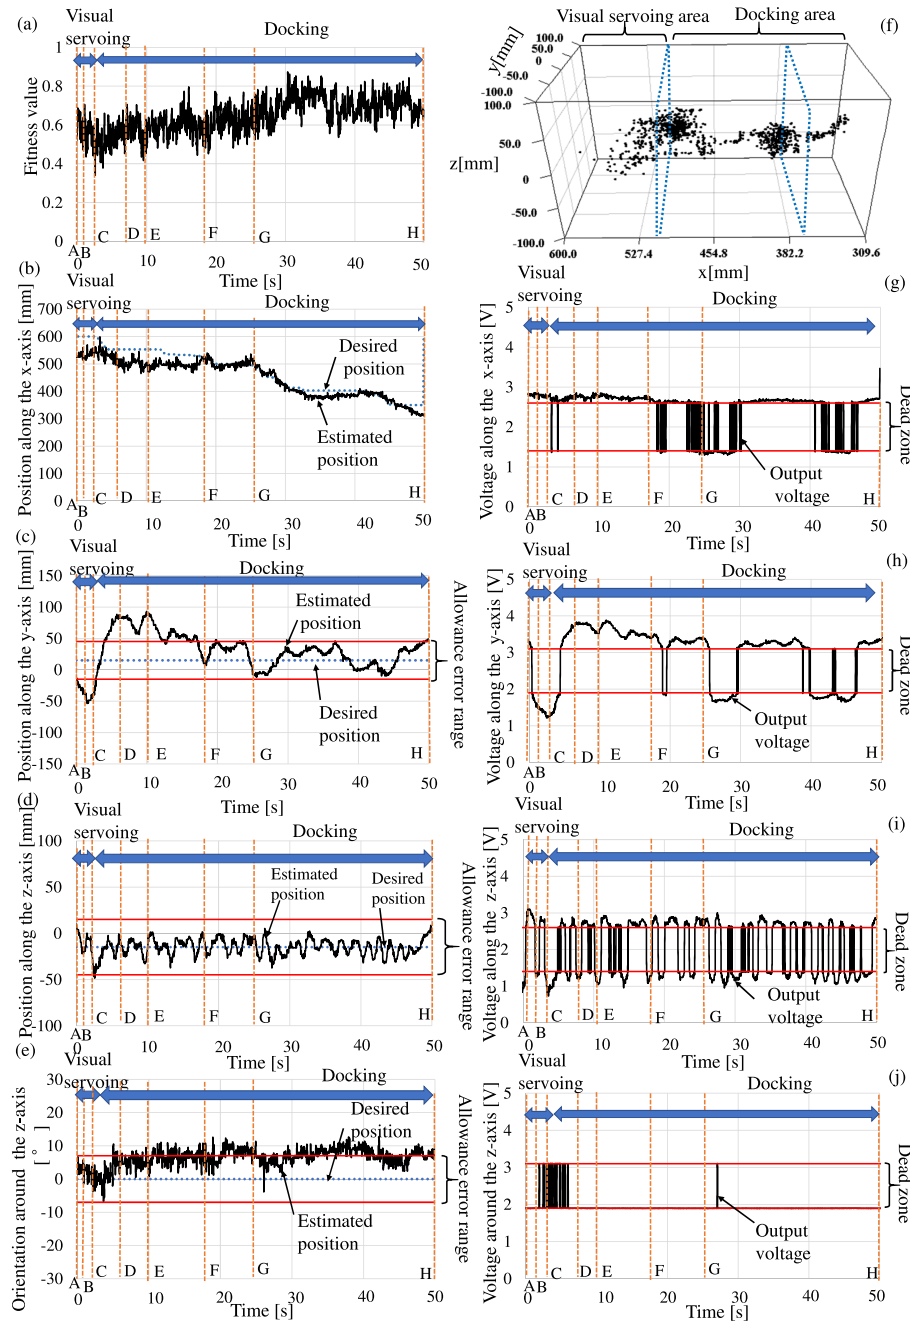 (a)
Visual
servoing
Docking
Fitness value
1
0.8
0.6
0.4
0.2
0
A
B
C
D
E
F
G
H
0
10
20
30
40
50
Time [s]
(b)
Visual
servoing
Docking
Position along the x-axis [mm]
700
600
500
400
300
200
100
0
Desired
position
Estimated
position
A
B
C
D
E
F
G
H
0
10
20
30
40
50
Time [s]
(c)
Visual
servoing
Docking
Position along the y-axis [mm]
150
100
50
0
-50
-100
-150
Estimated
position
Desired
position
Allowance error range
A
B
C
D
E
F
G
H
0
10
20
30
40
50
Time [s]
(d)
Visual
servoing
Docking
Position along the z-axis [mm]
100
50
0
-50
-100
Estimated
position
Desired
position
Allowance error range
A
B
C
D
E
F
G
H
0
10
20
30
40
50
Time [s]
(e)
Visual
servoing
Docking
Orientation around the z-axis
[ ° ]
30
20
10
0
-10
-20
-30
Desired
position
Estimated
position
Allowance error range
A
B
C
D
E
F
G
H
0
10
20
30
40
50
Time [s]
Visual servoing area
Docking area
(f)
y[mm]
100.0
50.0
0
-50.0
-100.0
100.0
50.0
z[mm]
0
-50.0
-100.0
600.0
527.4
454.8
382.2
309.6
x[mm]
(g)
Visual
servoing
Docking
Voltage along the x-axis [V]
5
4
3
2
1
0
Output
voltage
Dead zone
A
B
C
D
E
F
G
H
0
10
20
30
40
50
Time [s]
(h)
Visual
servoing
Docking
Voltage along the y-axis [V]
5
4
3
2
1
0
Output
voltage
Dead zone
A
B
C
D
E
F
G
H
0
10
20
30
40
50
Time [s]
(i)
Visual
servoing
Docking
Voltage along the z-axis [V]
5
4
3
2
1
0
Output
voltage
Dead zone
A
B
C
D
E
F
G
H
0
10
20
30
40
50
Time [s]
(j)
Visual
servoing
Docking
Voltage around the z-axis [V]
5
4
3
2
1
0
Output
voltage
Dead zone
A
B
C
D
E
F
G
H
0
10
20
30
40
50
Time [s]